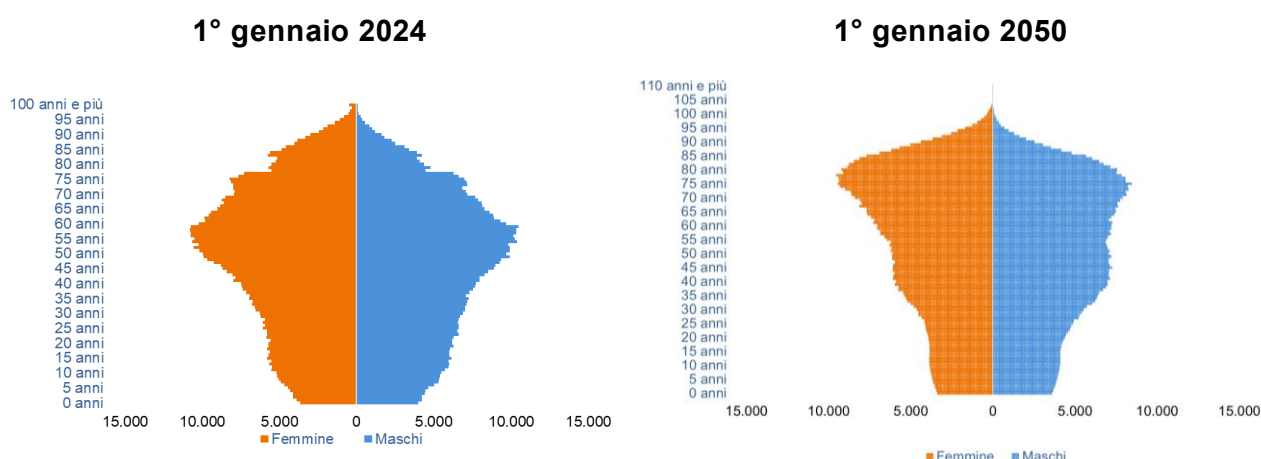 1° gennaio 2024
100 anni e più
95 anni
90 anni
85 anni
80 anni
75 anni
70 anni
65 anni
60 anni
55 anni
50 anni
45 anni
40 anni
35 anni
30 anni
25 anni
20 anni
15 anni
10 anni
5 anni
0 anni
15.000 10.000 5.000 0 5.000 10.000 15.000
Femmine Maschi
1° gennaio 2050
110 anni e più
105 anni
100 anni
95 anni
90 anni
85 anni
80 anni
75 anni
70 anni
65 anni
60 anni
55 anni
50 anni
45 anni
40 anni
35 anni
30 anni
25 anni
20 anni
15 anni
10 anni
5 anni
0 anni
15.000 10.000 5.000 0 5.000 10.000 15.000
Femmine Maschi